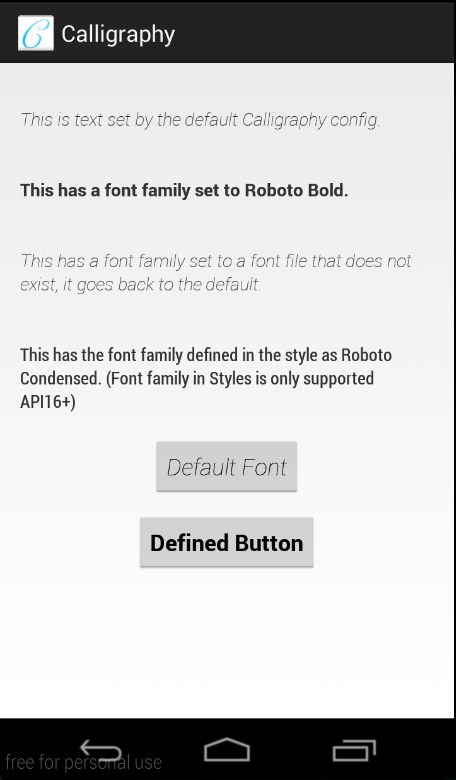 Calligraphy
This is text set by the default Calligraphy config.
This has a font family set to Roboto Bold.
This has a font family set to a font file that does not
exist, it goes back to the default.
This has the font family defined in the style as Roboto
Condensed. (Font family in Styles is only supported
API16+)
Default Font
Defined Button
free for personal use